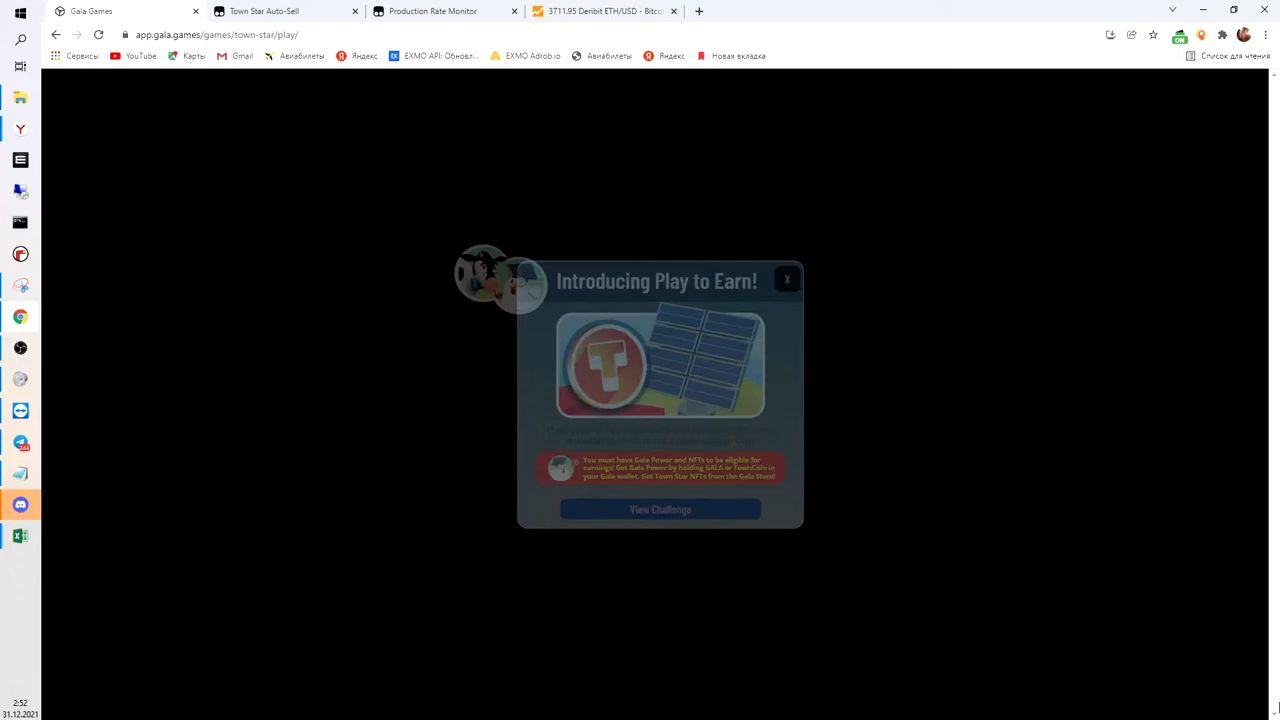 Gala Games
Town Star Auto-Sell
Production Rate Monitor
3711.95 Deribit ETH/USD - Bitco
app.gala.games/games/town-star/play/
ON
Сервисы
YouTube
Карты
Gmail
Авиабилеты
Яндекс
EXMO API: Обновл...
EXMO Adrob-io
Авиабилеты
Яндекс
Новая вкладка
Список для чтения
Introducing Play to Earn!
X
T
You must have Gala Power and NFTs to be eligible for
earnings! Get Gala Power by holding GALA or TownCoin in
your Gala wallet. Get Town Star NFTs from the Gala Store!
View Challenge
2:52
31.12.2021